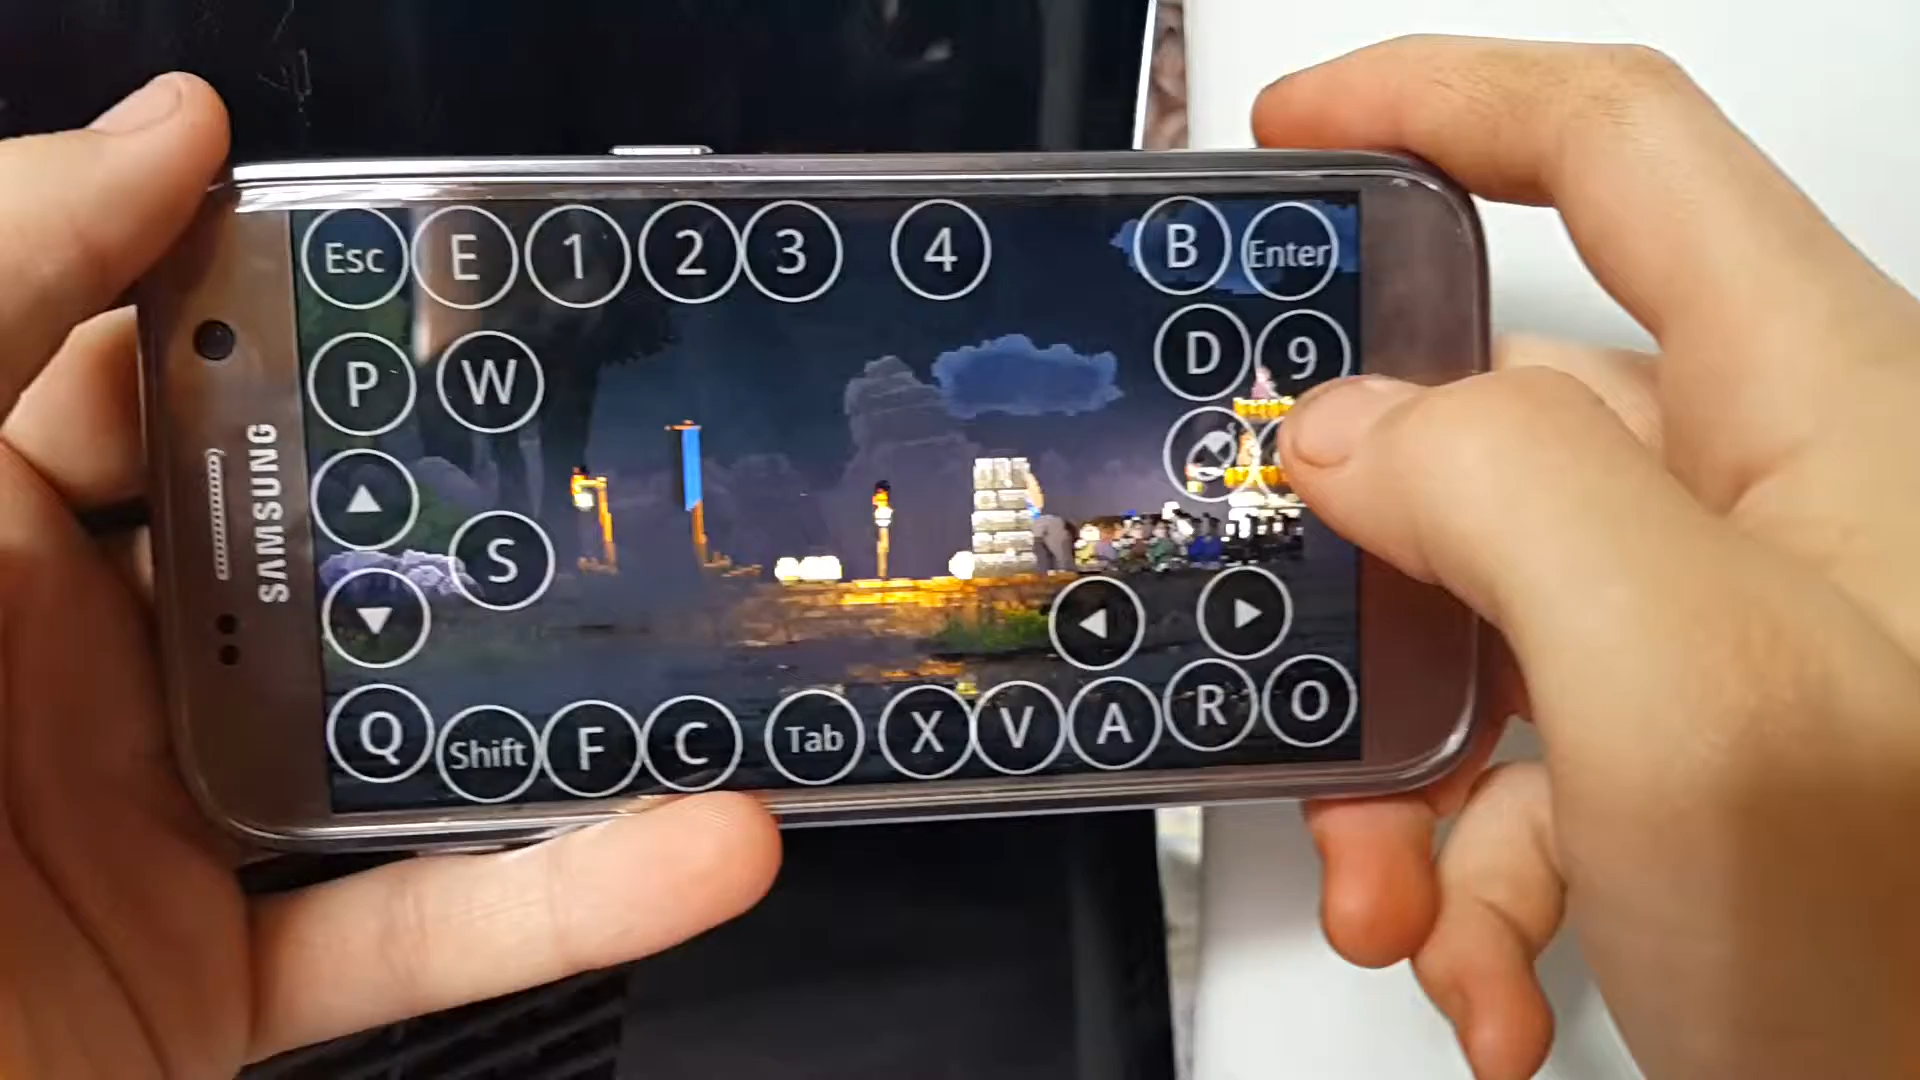 SAMSUNG
Esc E 1 2 3 4 B Enter
P W D 9
▲
S
▼ ◀ ▶
Q Shift F C Tab X V A R O